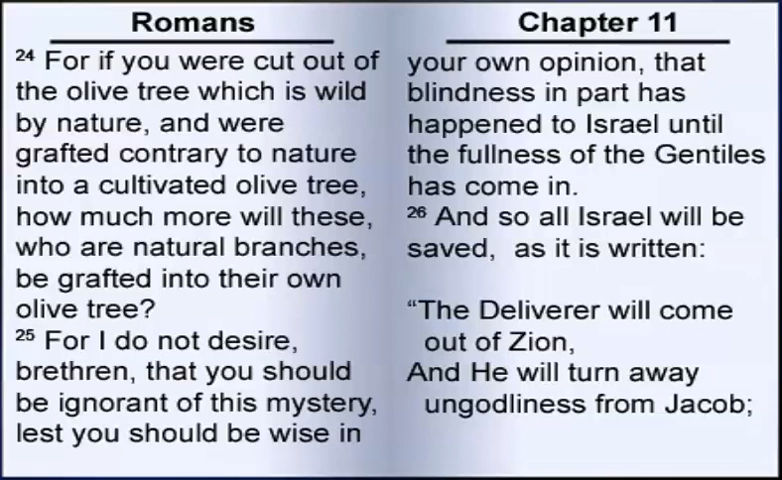 Romans
24 For if you were cut out of
the olive tree which is wild
by nature, and were
grafted contrary to nature
into a cultivated olive tree,
how much more will these,
who are natural branches,
be grafted into their own
olive tree?
25 For I do not desire,
brethren, that you should
be ignorant of this mystery,
lest you should be wise in
Chapter 11
your own opinion, that
blindness in part has
happened to Israel until
the fullness of the Gentiles
has come in.
26 And so all Israel will be
saved, as it is written:
“The Deliverer will come
out of Zion,
And He will turn away
ungodliness from Jacob;